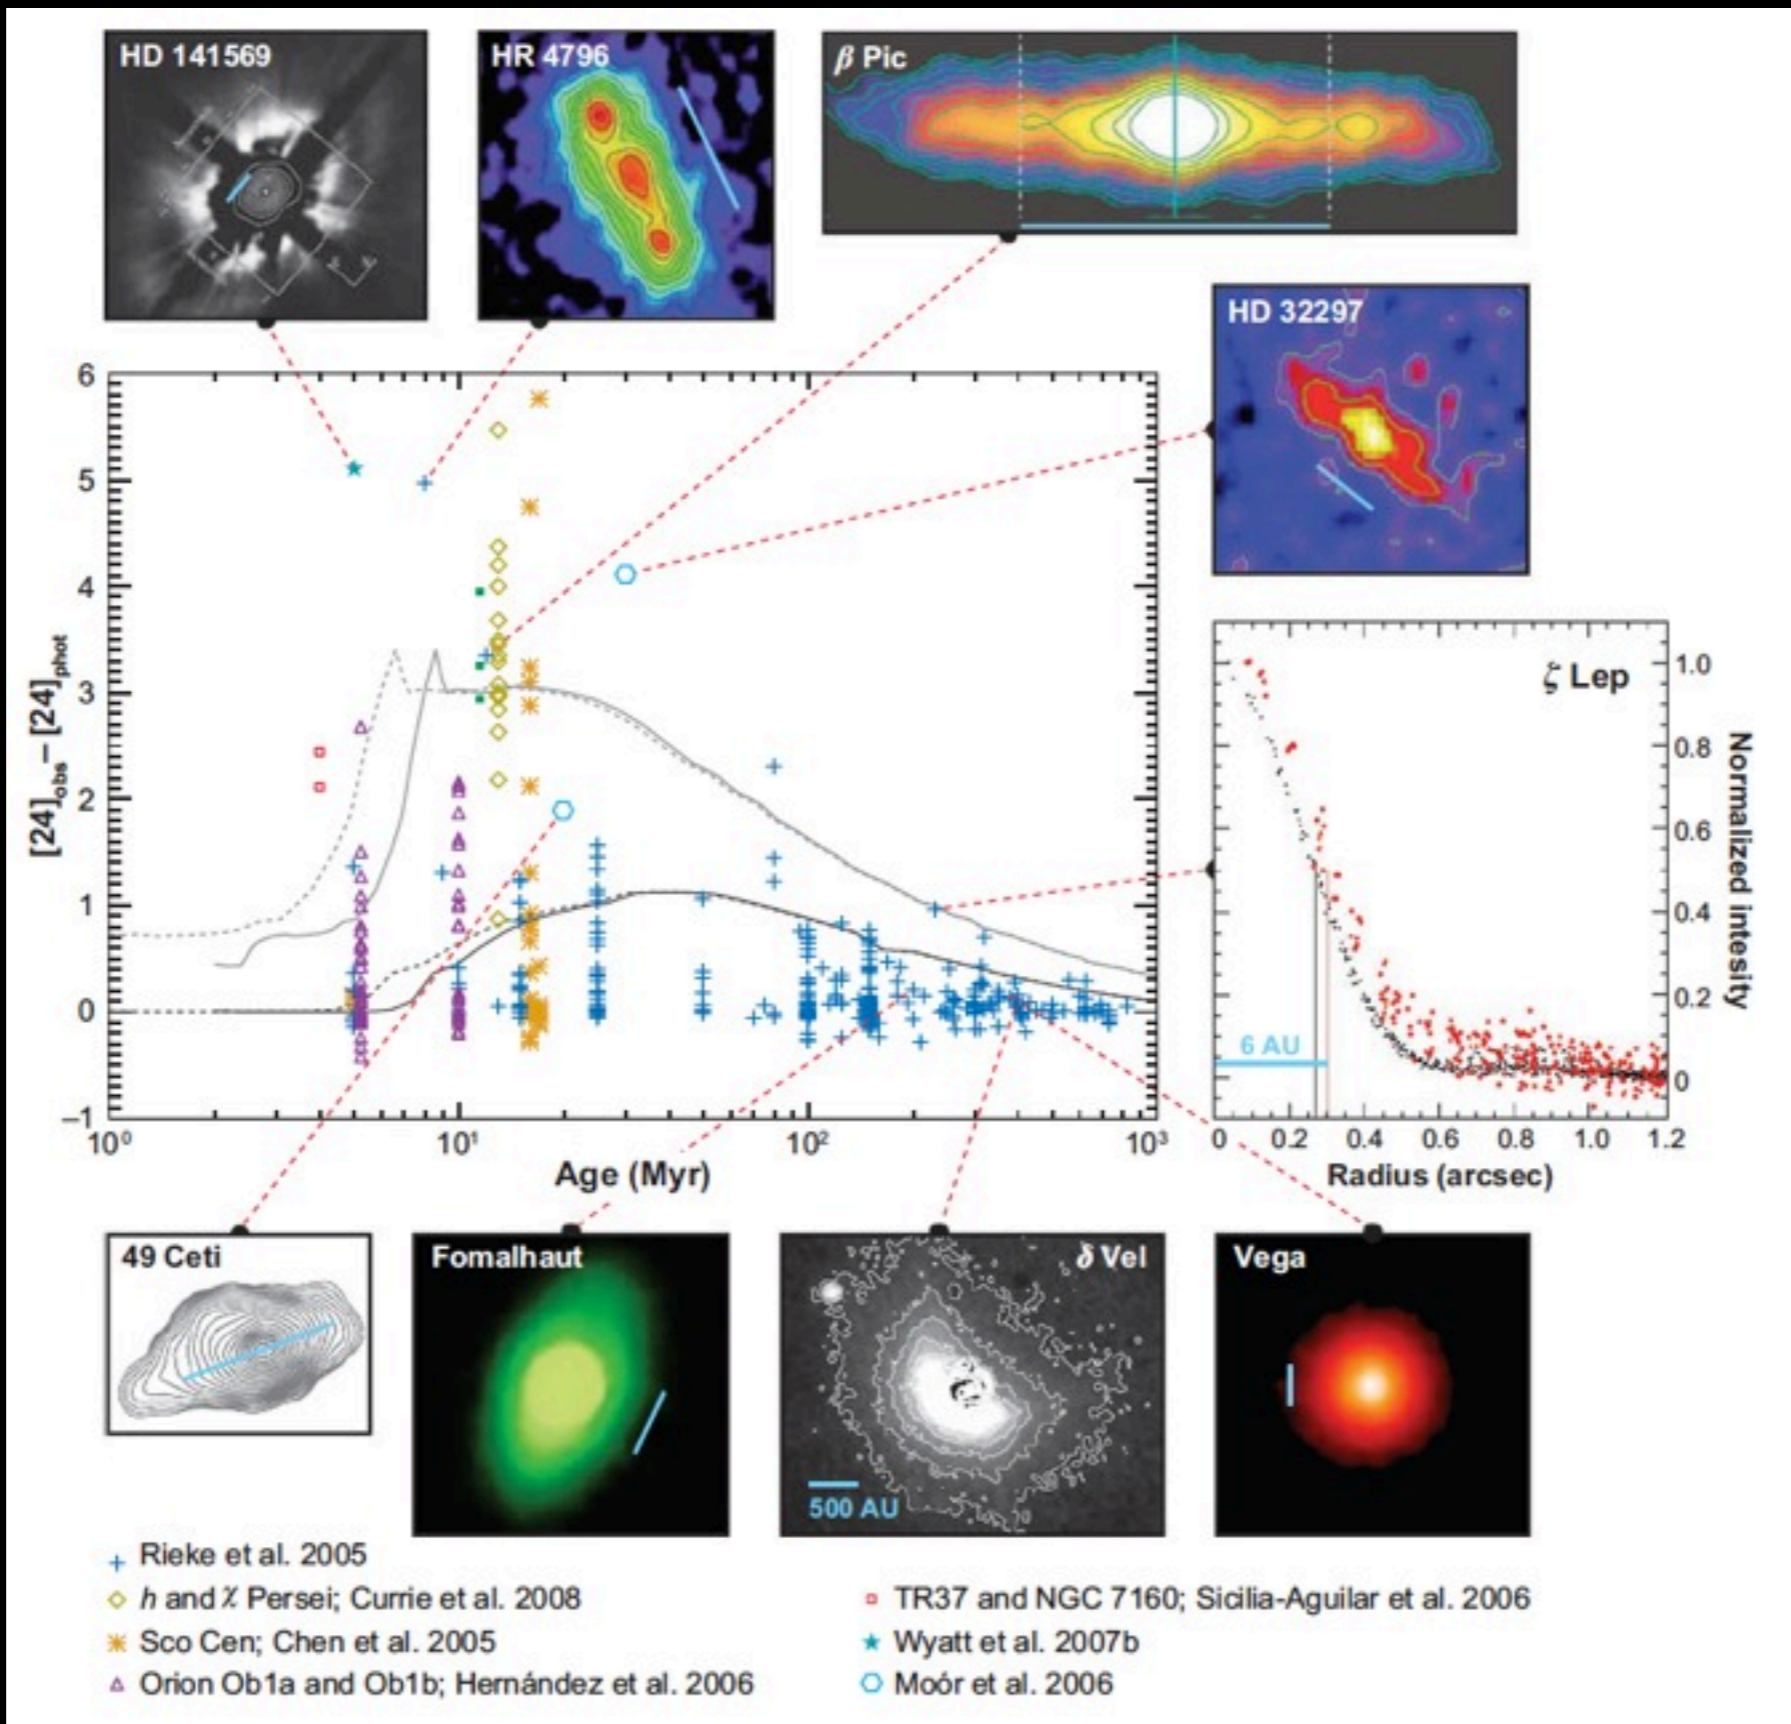 HD 141569
HR 4796
β Pic
HD 32297
6
5
4
3
2
1
0
–1
[24]obs– [24]phot
10⁰
10¹
10²
10³
Age (Myr)
ζ Lep
1.0
0.8
0.6
0.4
0.2
0
Normalized intesity
6 AU
0
0.2
0.4
0.6
0.8
1.0
1.2
Radius (arcsec)
49 Ceti
Fomalhaut
δ Vel
500 AU
Vega
Rieke et al. 2005
h and χ Persei; Currie et al. 2008
Sco Cen; Chen et al. 2005
Orion Ob1a and Ob1b; Hernández et al. 2006
TR37 and NGC 7160; Sicilia-Aguilar et al. 2006
Wyatt et al. 2007b
Moór et al. 2006